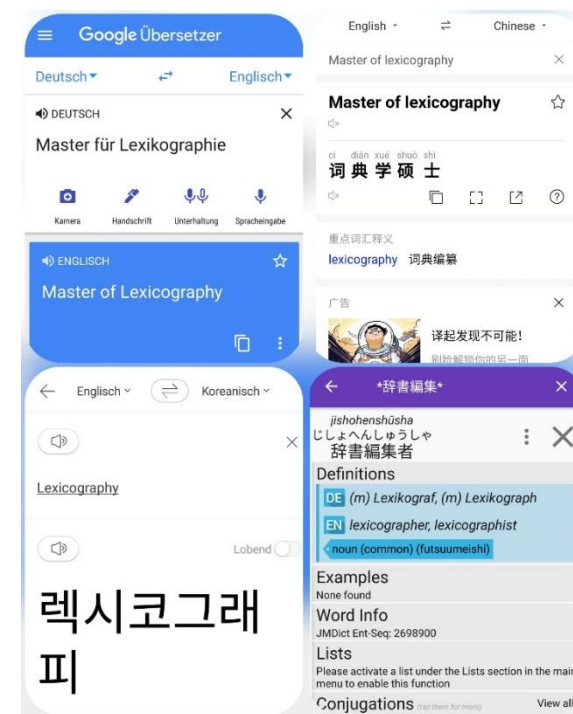 Google Übersetzer
Deutsch
Englisch
DEUTSCH
Master für Lexikographie
Kamera
Handschrift
Unterhaltung
Spracheingabe
ENGLISCH
Master of Lexicography
English
Chinese
Master of lexicography
Master of lexicography
cí diǎn xué shuò shì
词典学硕士
重点词汇释义
lexicography 词典编纂
广告
译起发现不可能!
Englisch
Koreanisch
Lexicography
Lobend
렉시코그래
피
*辞書編集*
jishohenshūsha
じしょへんしゅうしゃ
辞書編集者
Definitions
DE (m) Lexikograf, (m) Lexikograph
EN lexicographer, lexicographist
noun (common) (futsuumeishi)
Examples
None found
Word Info
JMDict Ent-Seq: 2698900
Lists
Please activate a list under the Lists section in the main
menu to enable this function
Conjugations (tap them for more) View all